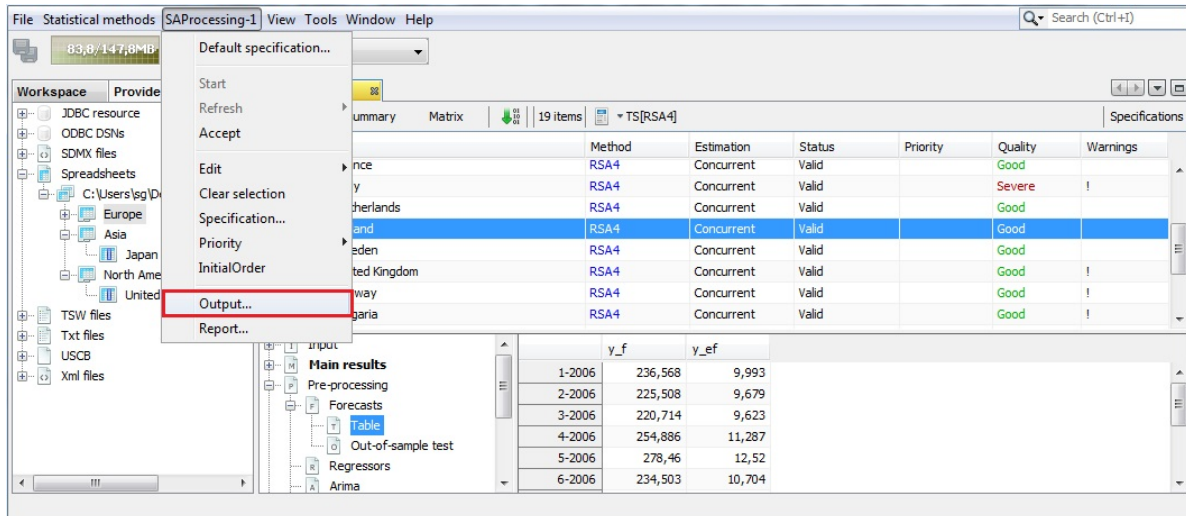 File Statistical methods SAProcessing-1 View Tools Window Help Search (Ctrl+I)
83,8/147,8MB
Default specification...
Start
Refresh
Accept
Edit
Clear selection
Specification...
Priority
InitialOrder
Output...
Report...
Workspace Provide
JDBC resource
ODBC DSNs
SDMX files
Spreadsheets
C:\Users\sg\D
Europe
Asia
Japan
North Ame
United
TSW files
Txt files
USCB
Xml files
ummary Matrix 19 items TS[RSA4] Specifications
Method Estimation Status Priority Quality Warnings
nce RSA4 Concurrent Valid Good
y RSA4 Concurrent Valid Severe !
therlands RSA4 Concurrent Valid Good
and RSA4 Concurrent Valid Good
eden RSA4 Concurrent Valid Good
ted Kingdom RSA4 Concurrent Valid Good !
way RSA4 Concurrent Valid Good !
garia RSA4 Concurrent Valid Good !
Input
Main results
Pre-processing
Forecasts
Table
Out-of-sample test
Regressors
Arima
y_f y_ef
1-2006 236,568 9,993
2-2006 225,508 9,679
3-2006 220,714 9,623
4-2006 254,886 11,287
5-2006 278,46 12,52
6-2006 234,503 10,704